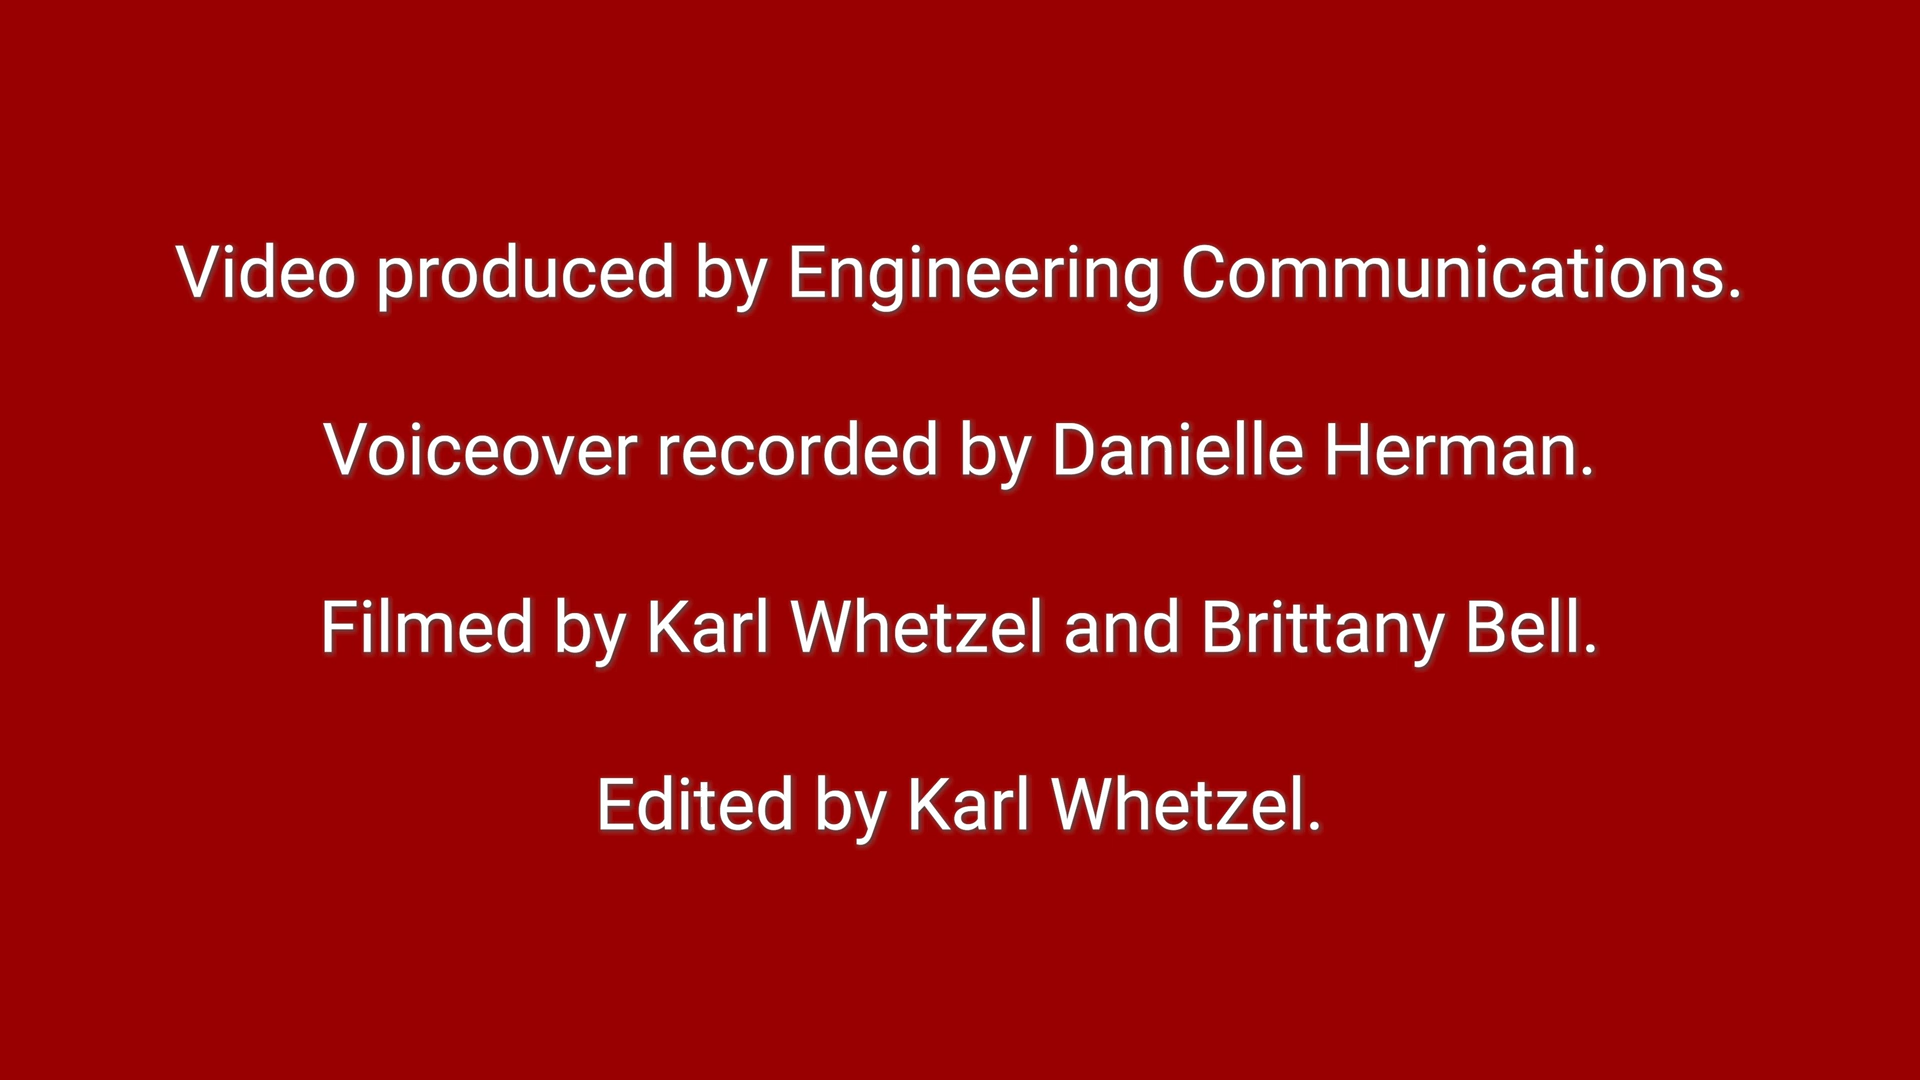 Video produced by Engineering Communications.
Voiceover recorded by Danielle Herman.
Filmed by Karl Whetzel and Brittany Bell.
Edited by Karl Whetzel.